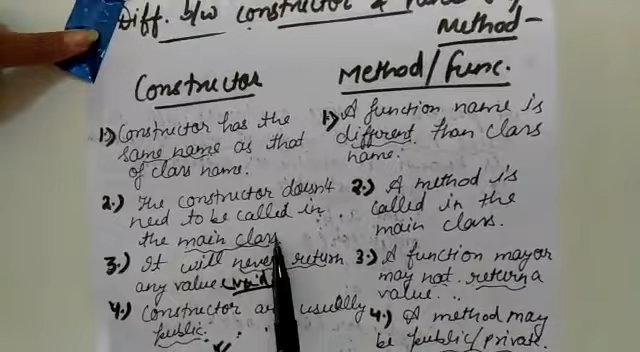 Diff. b/w Constructor &
Method -
Constructor
1.) Constructor has the
same name as that
of class name.
2.) The constructor doesn't
need to be called in
the main class
3.) It will never return
any value (void
4.) Constructor are usually
public.
Method/Func.
1.) A function name is
different than class
name.
2.) A method is
called in the
main class.
3.) A function may or
may not return a
value.
4.) A method may
be public/private.